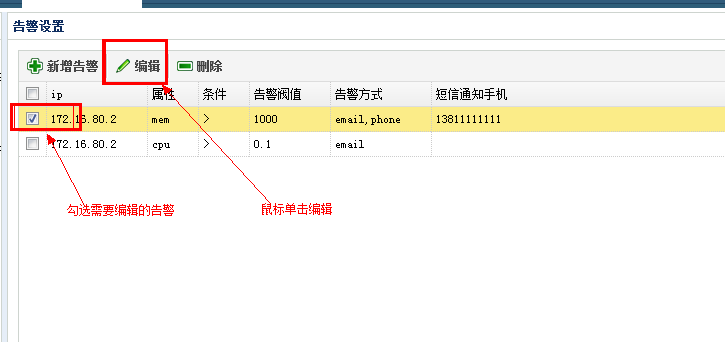 告警设置
新增告警 编辑 删除
ip 属性 条件 告警阀值 告警方式 短信通知手机
172.16.80.2 mem > 1000 email,phone 13811111111
172.16.80.2 cpu > 0.1 email
勾选需要编辑的告警 鼠标单击编辑